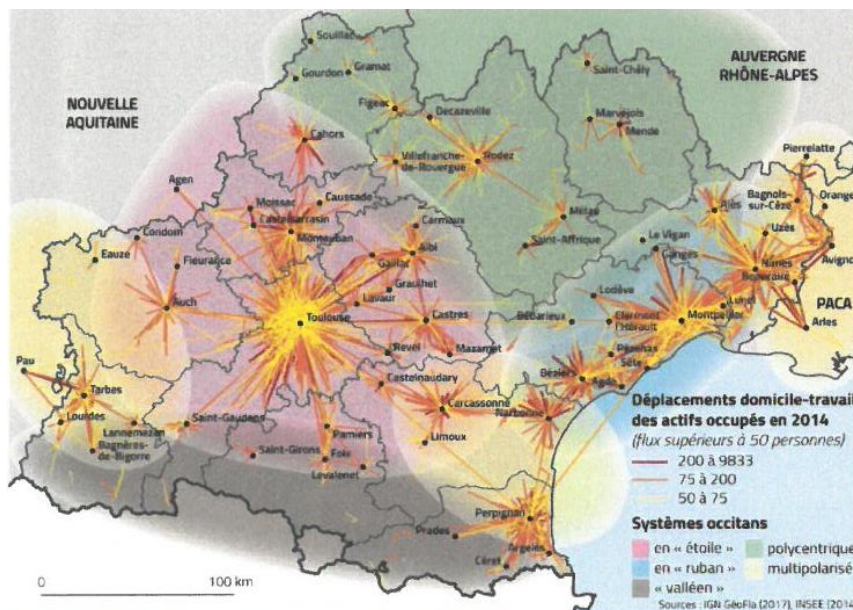 Souillac
AUVERGNE
RHÔNE-ALPES
Gramat
Gourdon
Saint-Chély
NOUVELLE
AQUITAINE
Figeac
Decazeville
Marvejols
Mende
Cahors
Pierrelatte
Villefranche-
de-Rouergue
Rodez
Agen
Bagnols-
sur-Cèze
Orange
Moissac
Caussade
Alès
Castelsarrasin
Millau
Uzès
Condom
Montauban
Carmaux
Le Vigan
Saint-Affrique
Albi
Ganges
Avigno
Eauze
Gaillac
Nîmes
Fleurance
Beaucaire
Graulhet
Lodève
Auch
Lavaur
Lunel
PACA
Toulouse
Castres
Bédarieux
Clermont
l'Hérault
Montpellier
Arles
Revel
Mazamet
Pézenas
Pau
Sète
Béziers
Agde
Castelnaudary
Tarbes
Carcassonne
Narbonne
Lourdes
Saint-Gaudens
Lannemezan
Pamiers
Limoux
Bagnères-
de-Bigorre
Saint-Girons
Foix
Lavelanet
Perpignan
Prades
Argelès
Céret
Déplacements domicile-travail
des actifs occupés en 2014
(flux supérieurs à 50 personnes)
200 à 9833
75 à 200
50 à 75
Systèmes occitans
en « étoile »
polycentrique
en « ruban »
multipolarisé
« valléen »
0
100 km
Sources : IGN GéoFla (2017), INSEE (2014